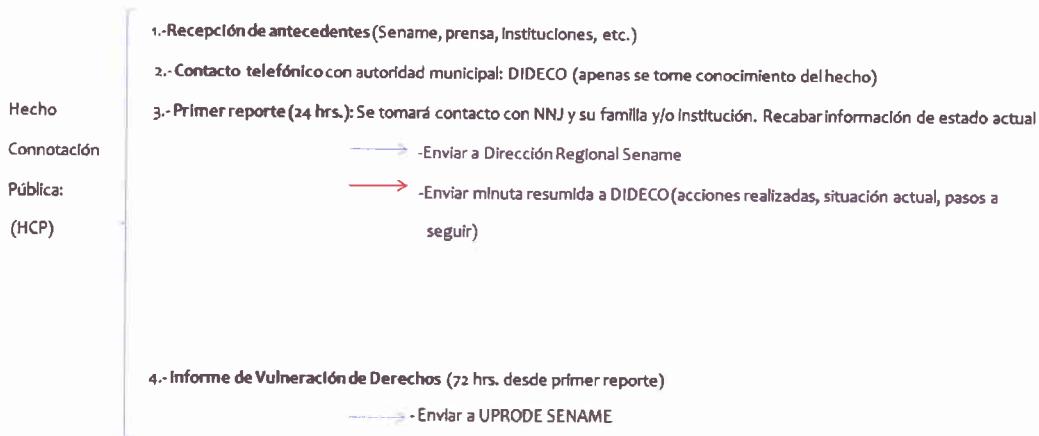 1.-Recepción de antecedentes (Sename, prensa, Instituciones, etc.)
2.- Contacto telefónico con autoridad municipal: DIDECO (apenas se tome conocimiento del hecho)
Hecho
Connotación
Pública:
(HCP)
3.- Primer reporte (24 hrs.): Se tomará contacto con NNJ y su familia y/o Institución. Recabar información de estado actual
-Enviar a Dirección Regional Sename
-Enviar minuta resumida a DIDECO (acciones realizadas, situación actual, pasos a
seguir)
4.- Informe de Vulneración de Derechos (72 hrs. desde primer reporte)
- Enviar a UPRODE SENAME